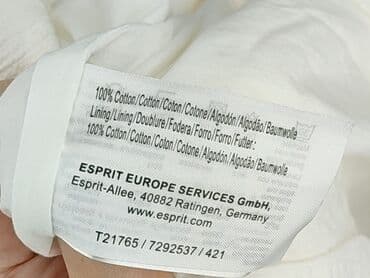 100% Cotton/Cotton/Coton/Cotone/Algodón/Algodão/Baumwolle
Lining/Lining/Doublure/Fodera/Forro/Forro/Futter:
100% Cotton/Cotton/Coton/Cotone/Algodón/Algodão/Baumwolle
ESPRIT EUROPE SERVICES GmbH,
Esprit-Allee, 40882 Ratingen, Germany
www.esprit.com
T21765 / 7292537 / 421